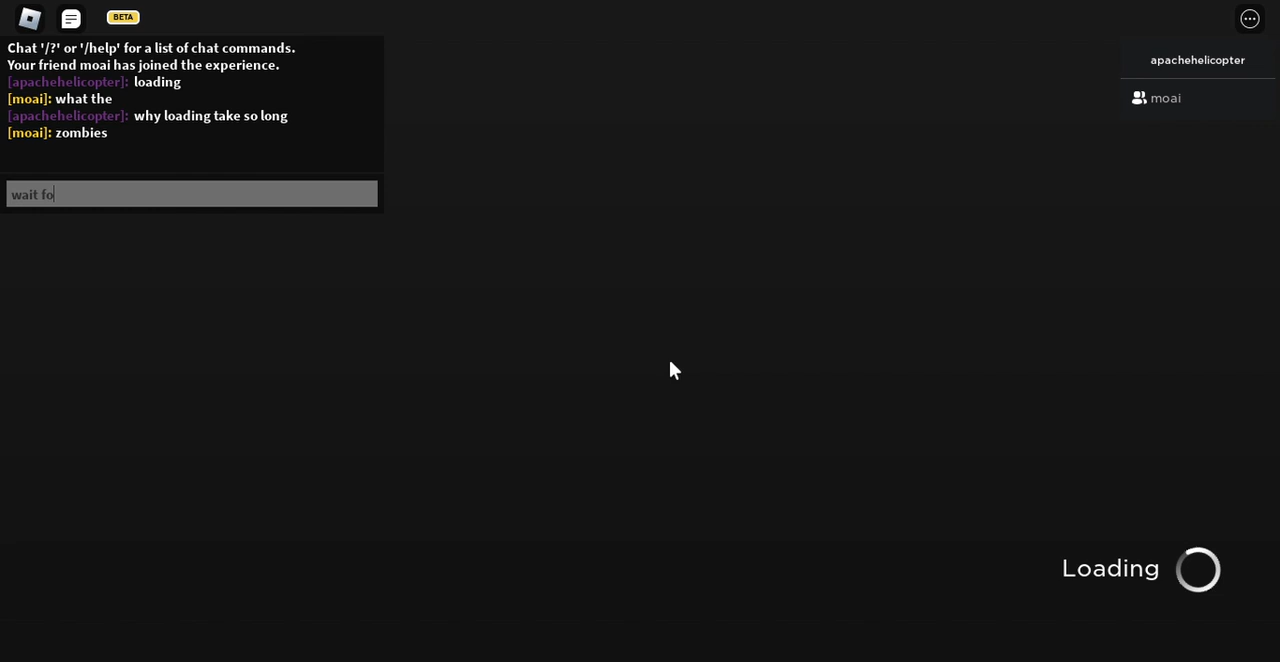 BETA
Chat '/?' or '/help' for a list of chat commands.
Your friend moai has joined the experience.
[apachehelicopter]: loading
[moai]: what the
[apachehelicopter]: why loading take so long
[moai]: zombies
wait fo
apachehelicopter
moai
Loading